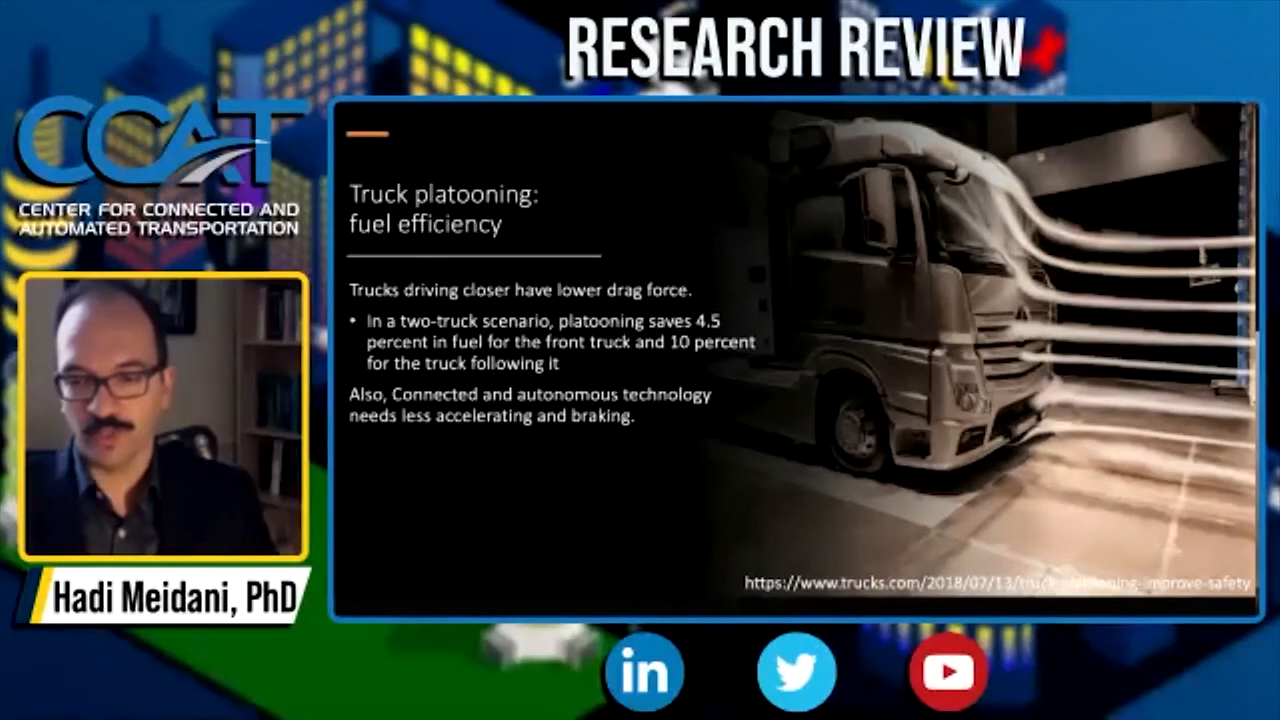 RESEARCH REVIEW
CCAT
CENTER FOR CONNECTED AND
AUTOMATED TRANSPORTATION
Truck platooning:
fuel efficiency
Trucks driving closer have lower drag force.
• In a two-truck scenario, platooning saves 4.5
percent in fuel for the front truck and 10 percent
for the truck following it
Also, Connected and autonomous technology
needs less accelerating and braking.
https://www.trucks.com/2018/07/13/truck-platooning-improve-safety
Hadi Meidani, PhD
in